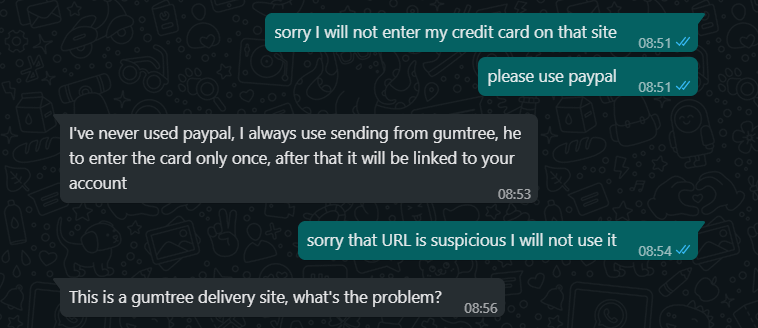 sorry I will not enter my credit card on that site
08:51
please use paypal
08:51
I've never used paypal, I always use sending from gumtree, he
to enter the card only once, after that it will be linked to your
account
08:53
sorry that URL is suspicious I will not use it
08:54
This is a gumtree delivery site, what's the problem?
08:56